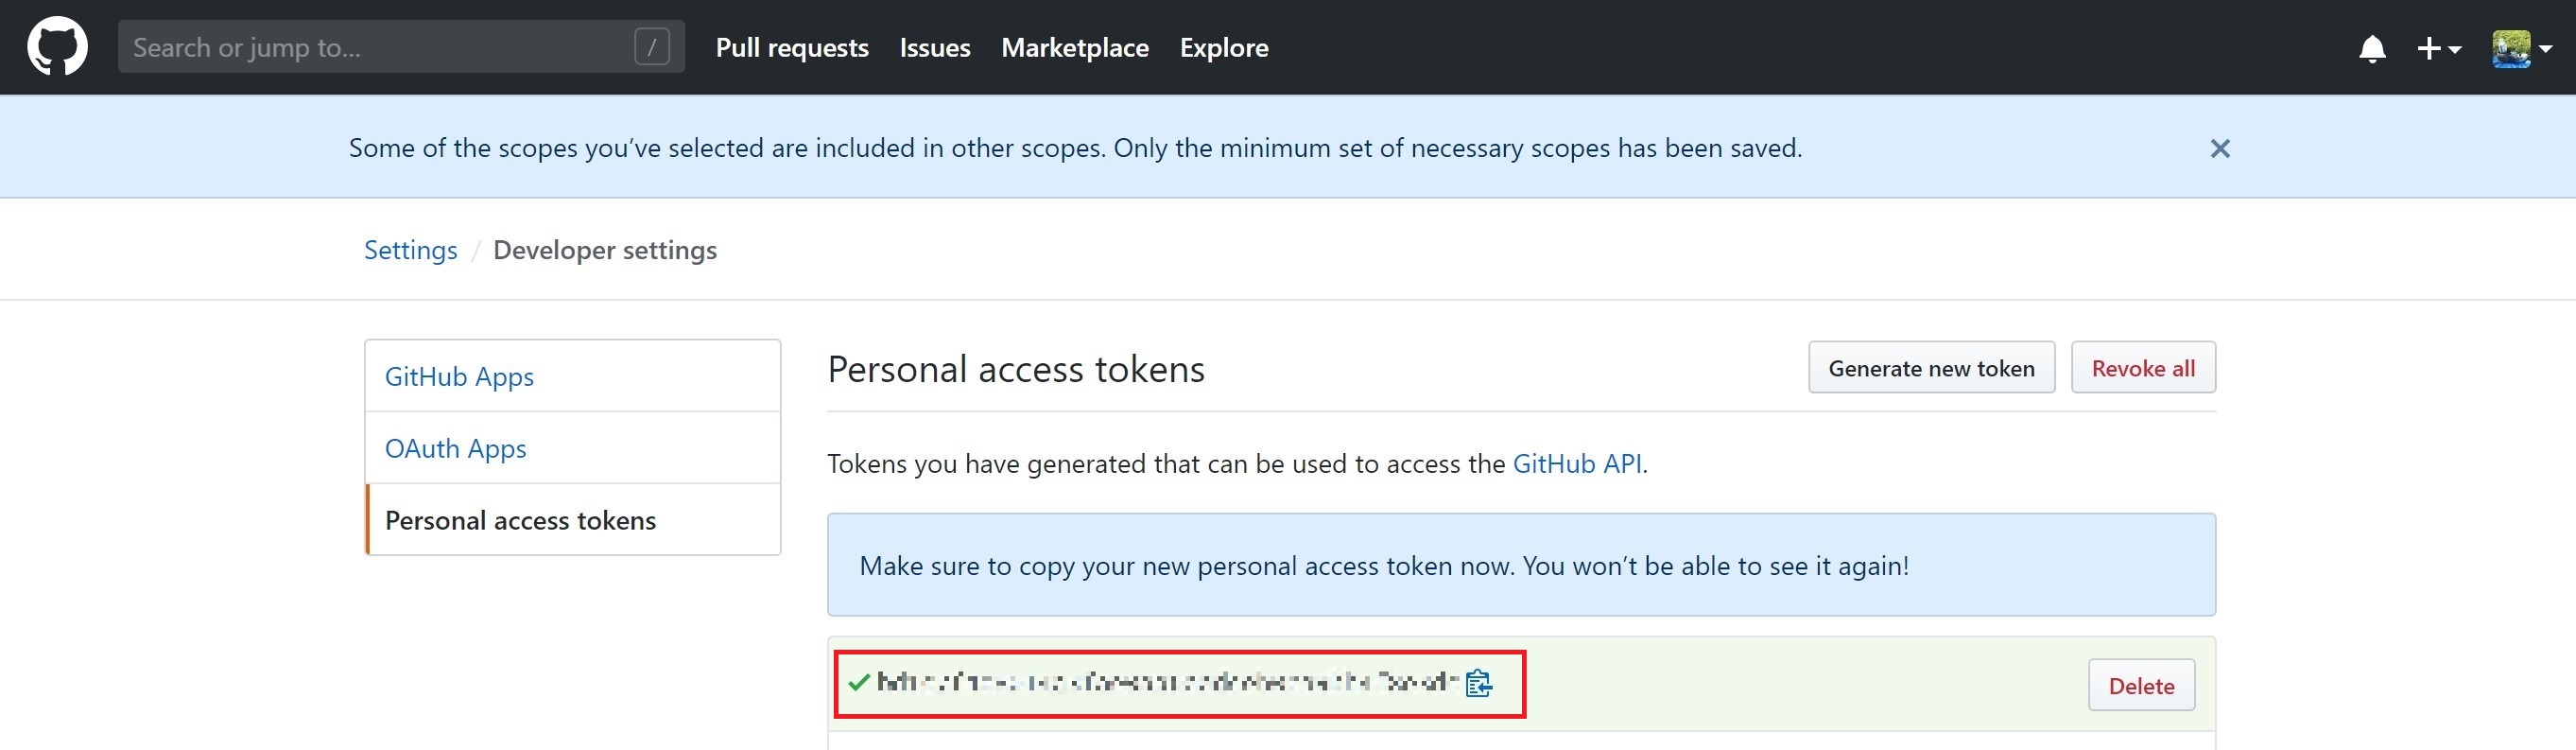 Search or jump to... /
Pull requests Issues Marketplace Explore
Some of the scopes you’ve selected are included in other scopes. Only the minimum set of necessary scopes has been saved.
Settings / Developer settings
GitHub Apps
OAuth Apps
Personal access tokens
Personal access tokens
Generate new token
Revoke all
Tokens you have generated that can be used to access the GitHub API.
Make sure to copy your new personal access token now. You won’t be able to see it again!
Delete